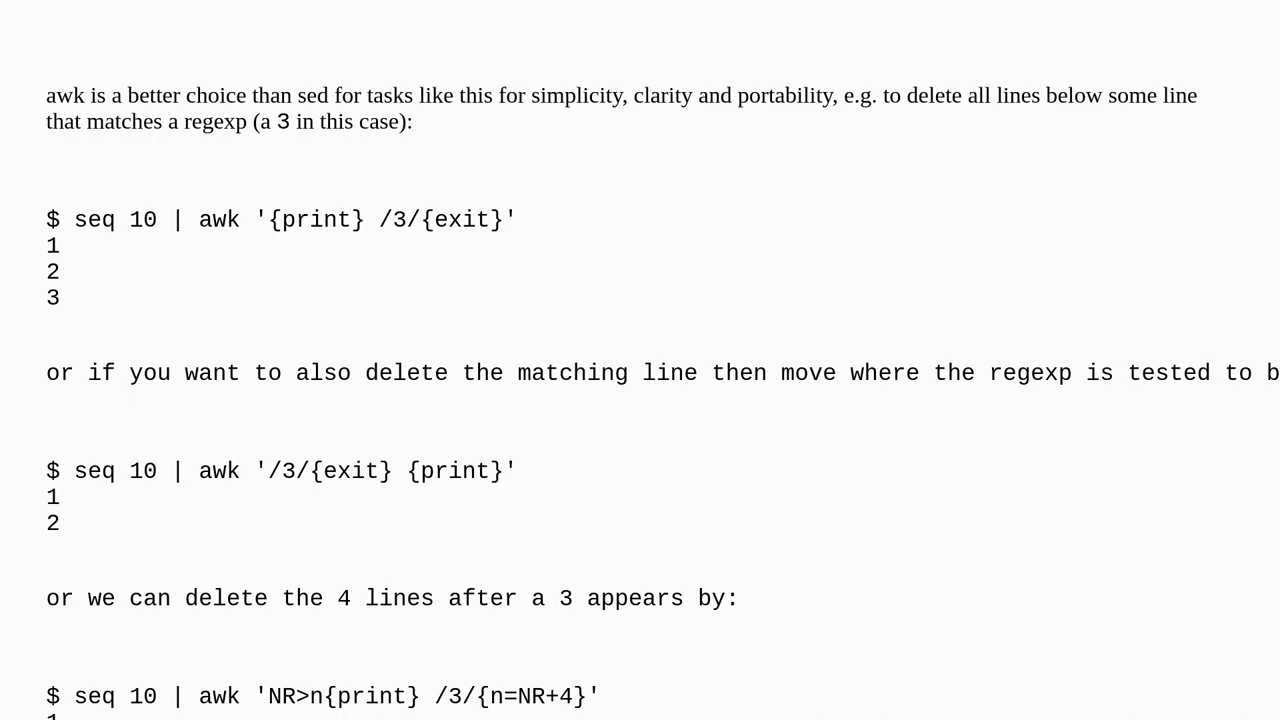 awk is a better choice than sed for tasks like this for simplicity, clarity and portability, e.g. to delete all lines below some line
that matches a regexp (a 3 in this case):
$ seq 10 | awk '{print} /3/{exit}'
1
2
3
or if you want to also delete the matching line then move where the regexp is tested to b
$ seq 10 | awk '/3/{exit} {print}'
1
2
or we can delete the 4 lines after a 3 appears by:
$ seq 10 | awk 'NR>n{print} /3/{n=NR+4}'